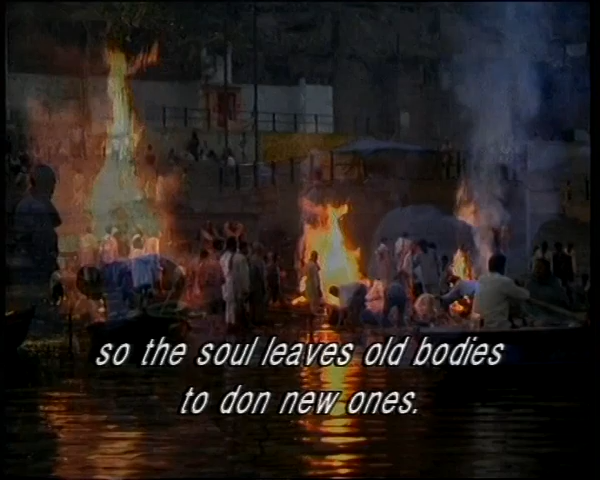 so the soul leaves old bodies
to don new ones.